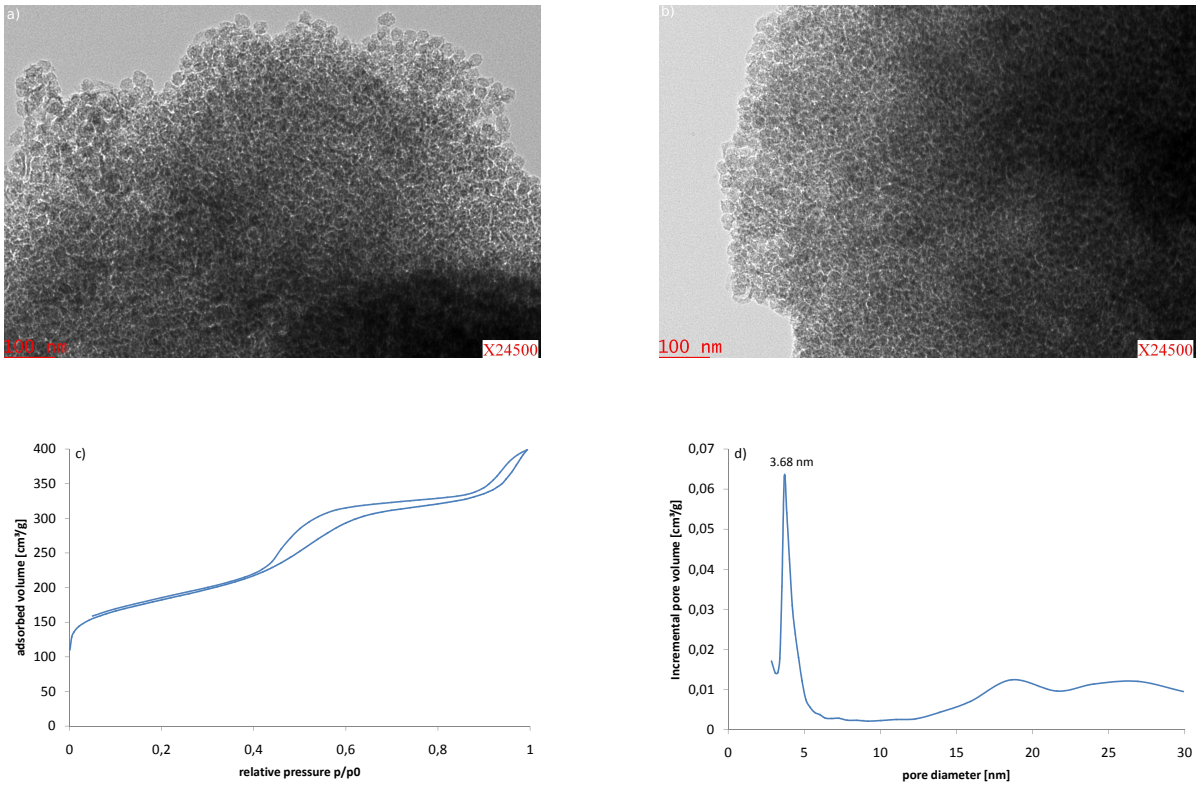 a)
100 nm
X24500
b)
100 nm
X24500
c)
400
350
300
250
200
150
100
50
0
0
0,2
0,4
0,6
0,8
1
adsorbed volume [cm³/g]
relative pressure p/p0
d)
3.68 nm
0,07
0,06
0,05
0,04
0,03
0,02
0,01
0
0
5
10
15
20
25
30
Incremental pore volume [cm³/g]
pore diameter [nm]